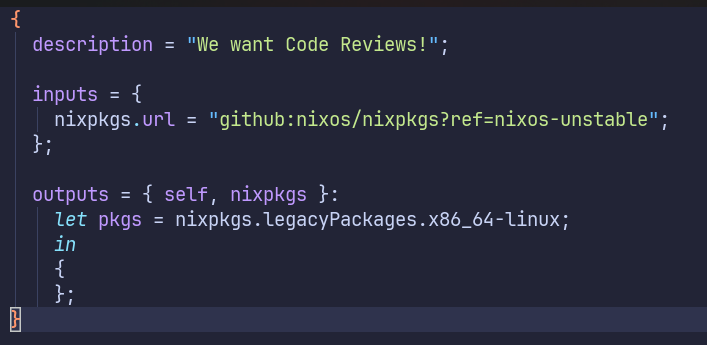 {
  description = "We want Code Reviews!";

  inputs = {
    nixpkgs.url = "github:nixos/nixpkgs?ref=nixos-unstable";
  };

  outputs = { self, nixpkgs }:
    let pkgs = nixpkgs.legacyPackages.x86_64-linux;
    in
    {
    };
}